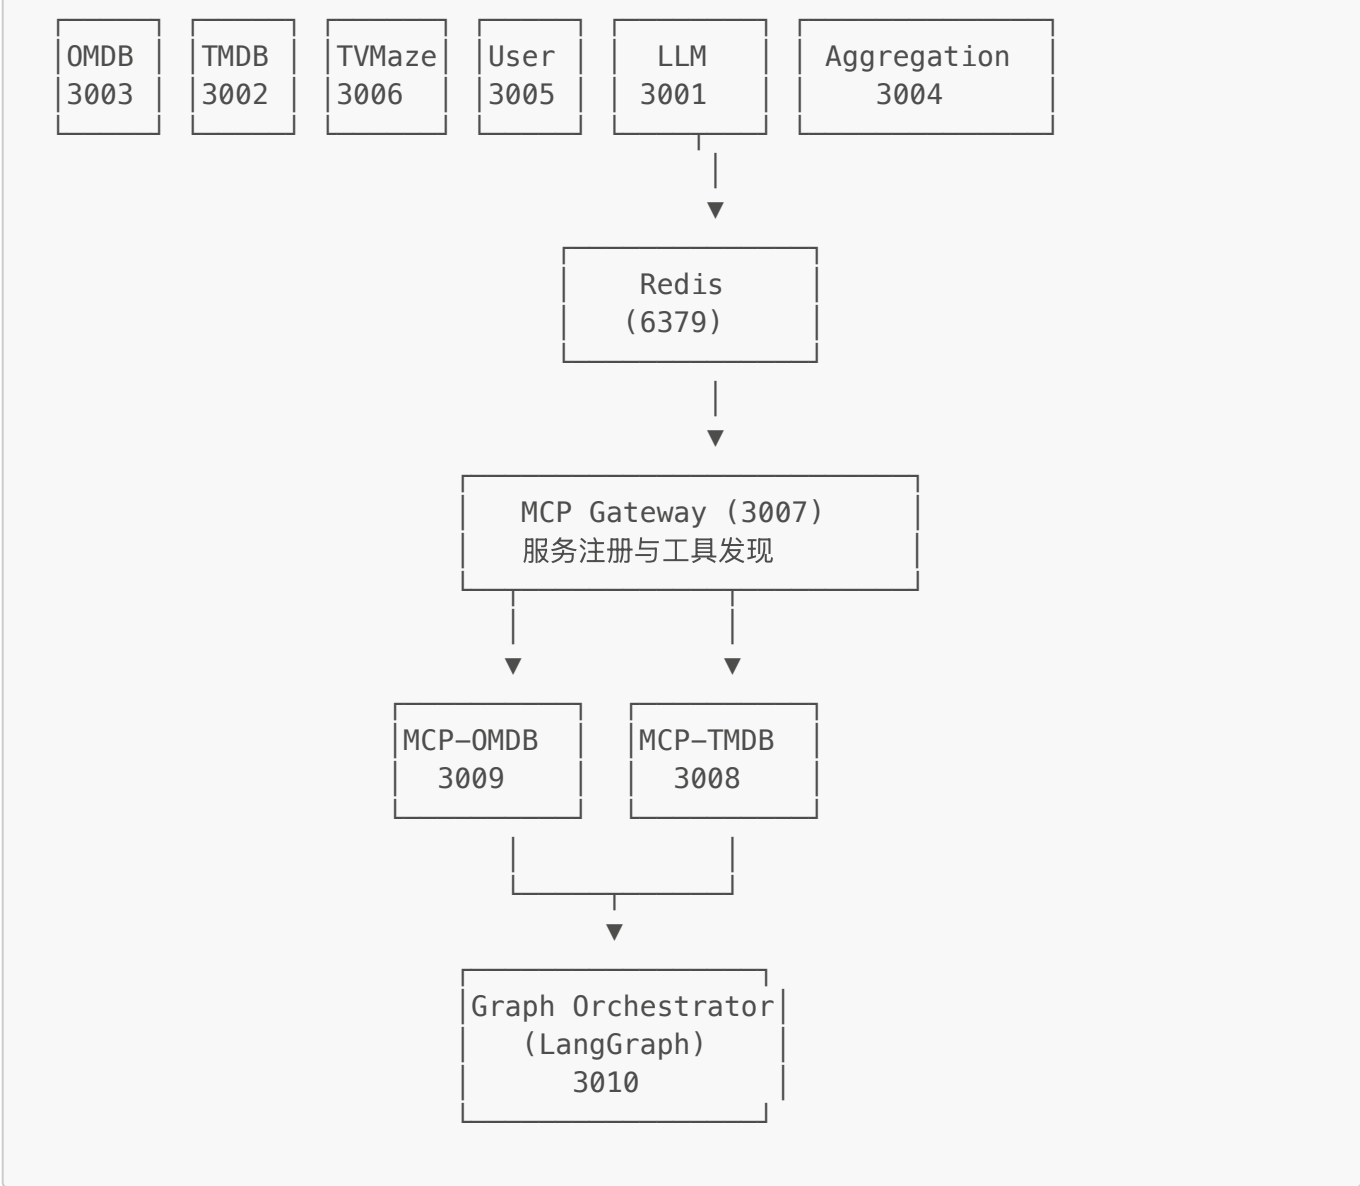 OMDB TMDB TVMaze User LLM Aggregation
3003 3002 3006 3005 3001 3004
Redis
(6379)
MCP Gateway (3007)
服务注册与工具发现
MCP-OMDB MCP-TMDB
3009 3008
Graph Orchestrator
(LangGraph)
3010